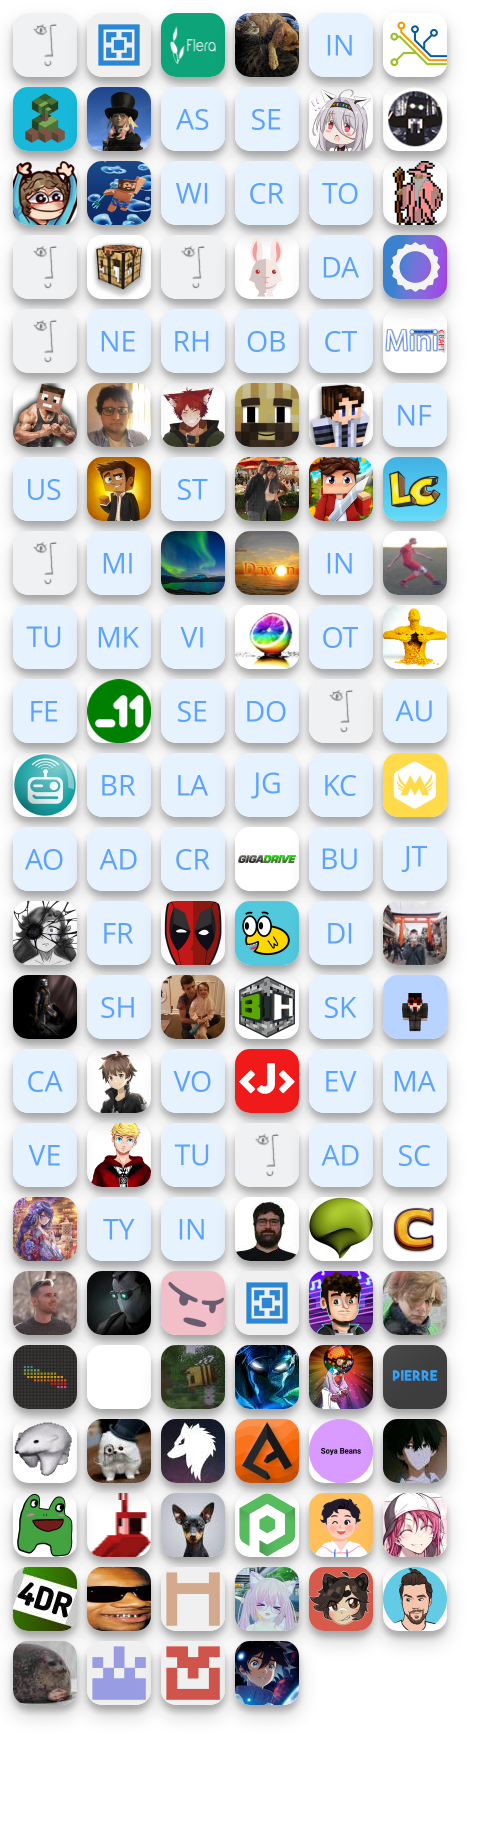 Flera
IN
AS
SE
WI
CR
TO
DA
NE
RH
OB
CT
Mini
CRAFT
NF
US
ST
LC
MI
Dawn
IN
TU
MK
VI
OT
FE
_11
SE
DO
AU
BR
LA
JG
KC
AO
AD
CR
GIGADRIVE
BU
JT
FR
DI
SH
BH
SK
CA
VO
<J>
EV
MA
VE
TU
AD
SC
TY
IN
C
PIERRE
Soya Beans
4DR
H